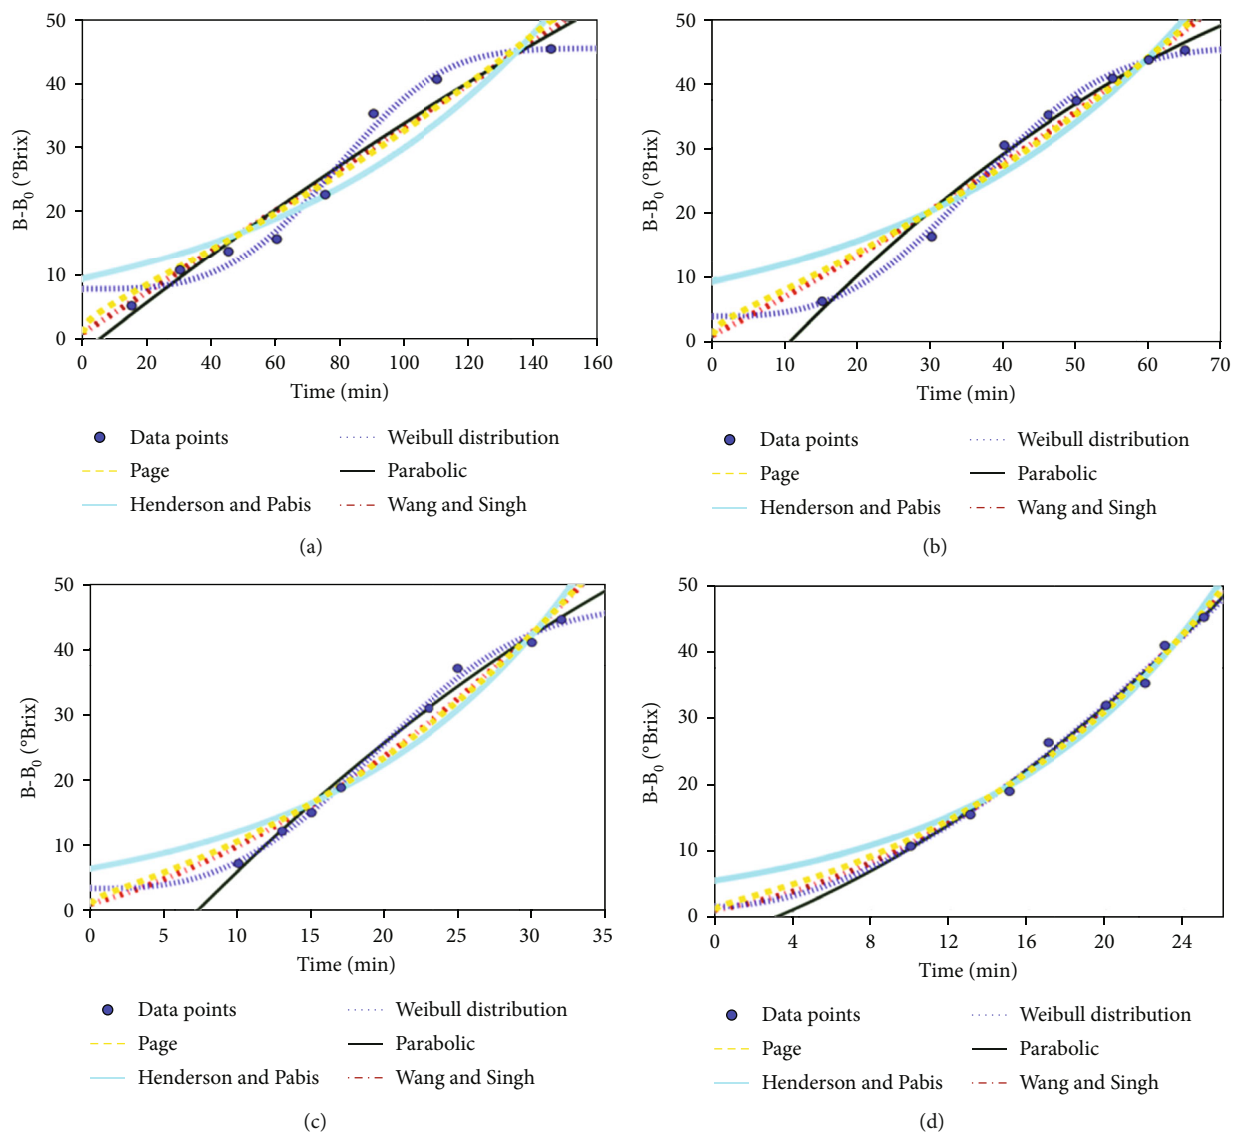 50
40
30
20
10
0
B-B0 (°Brix)
0 20 40 60 80 100 120 140 160
Time (min)
Data points Weibull distribution
Page Parabolic
Henderson and Pabis Wang and Singh
(a)
50
40
30
20
10
0
B-B0 (°Brix)
0 10 20 30 40 50 60 70
Time (min)
Data points Weibull distribution
Page Parabolic
Henderson and Pabis Wang and Singh
(b)
50
40
30
20
10
0
B-B0 (°Brix)
0 5 10 15 20 25 30 35
Time (min)
Data points Weibull distribution
Page Parabolic
Henderson and Pabis Wang and Singh
(c)
50
40
30
20
10
0
B-B0 (°Brix)
0 4 8 12 16 20 24
Time (min)
Data points Weibull distribution
Page Parabolic
Henderson and Pabis Wang and Singh
(d)